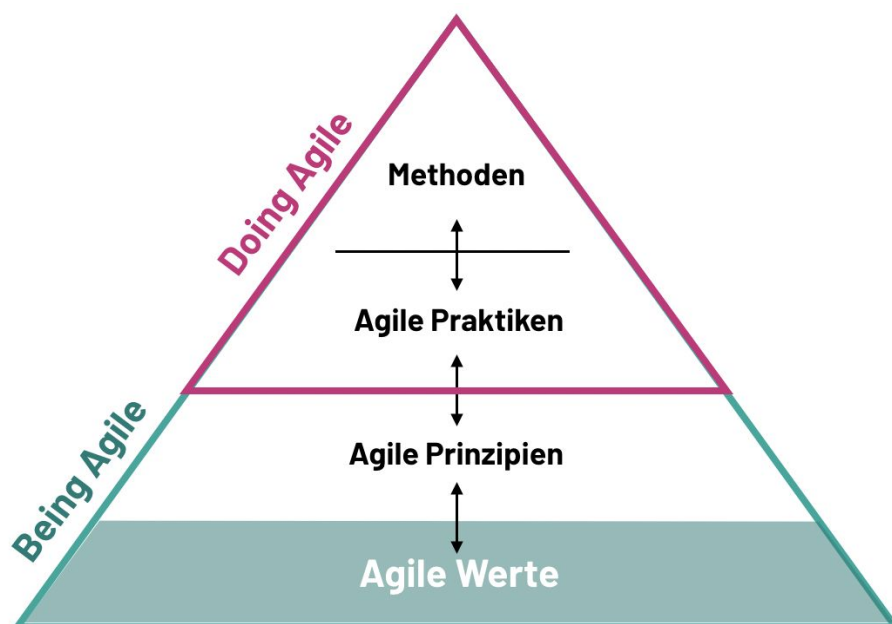 Doing Agile
Methoden
Agile Praktiken
Being Agile
Agile Prinzipien
Agile Werte